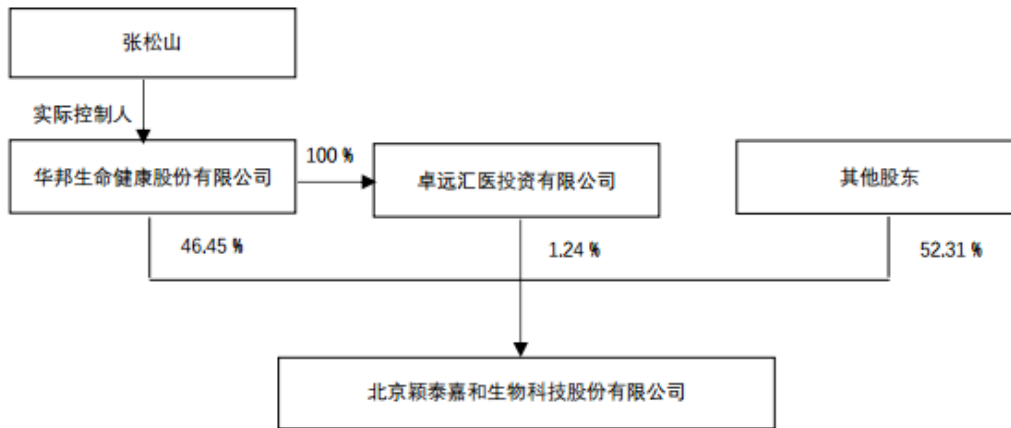 张松山
实际控制人
华邦生命健康股份有限公司
100 %
卓远汇医投资有限公司
其他股东
46.45 %
1.24 %
52.31 %
北京颖泰嘉和生物科技股份有限公司